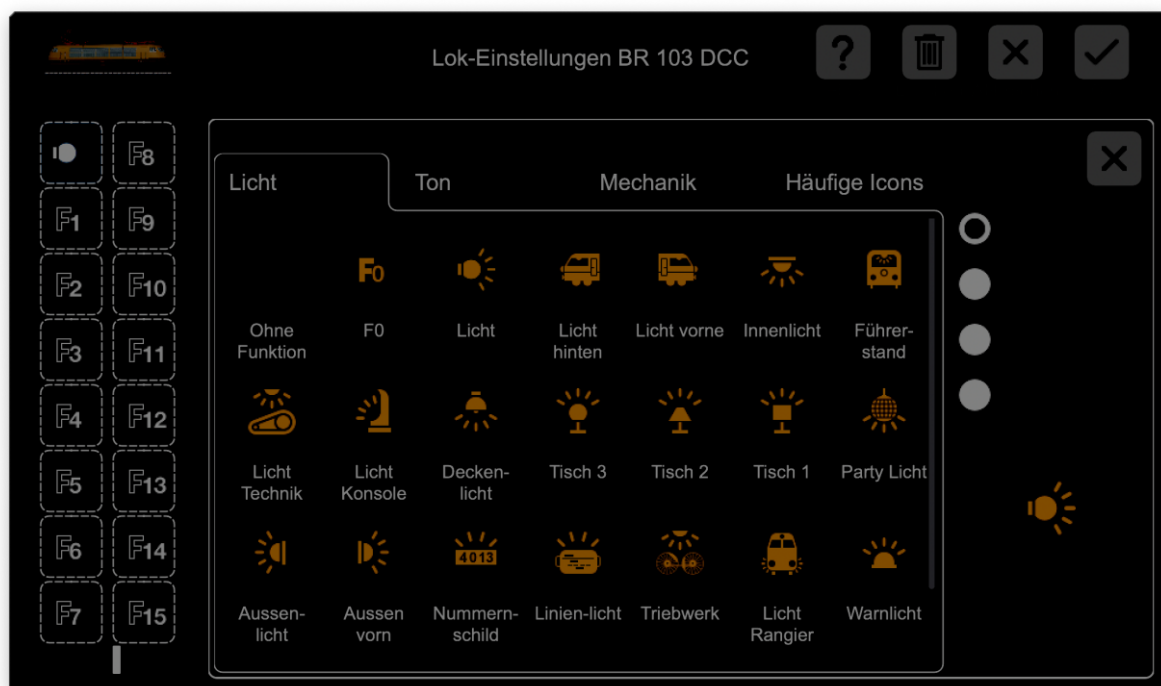 Lok-Einstellungen BR 103 DCC
?
F8
F1 F9
F2 F10
F3 F11
F4 F12
F5 F13
F6 F14
F7 F15
Licht Ton Mechanik Häufige Icons
F0
Ohne Funktion
F0
Licht
Licht hinten
Licht vorne
Innenlicht
Führer-
stand
Licht Technik
Licht Konsole
Decken-
licht
Tisch 3
Tisch 2
Tisch 1
Party Licht
4013
Aussen-
licht
Aussen vorn
Nummern-
schild
Linien-licht
Triebwerk
Licht Rangier
Warnlicht